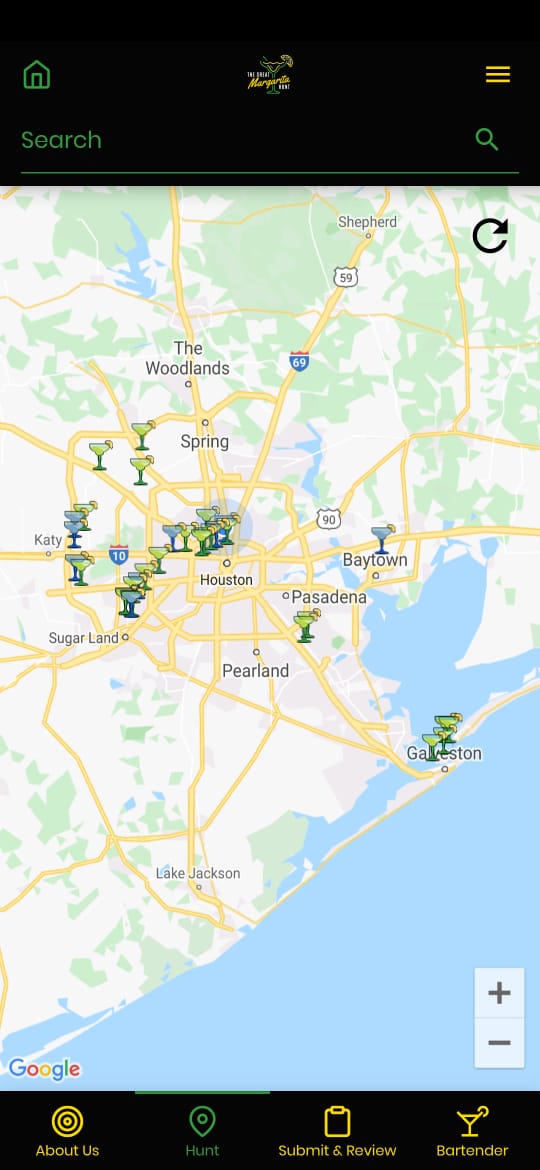 THE GREAT
Margarita
HUNT
Search
Shepherd
59
The
Woodlands
69
Spring
90
Katy
10
Baytown
Houston
Pasadena
Sugar Land
Pearland
Galveston
Lake Jackson
+
−
Google
About Us
Hunt
Submit & Review
Bartender